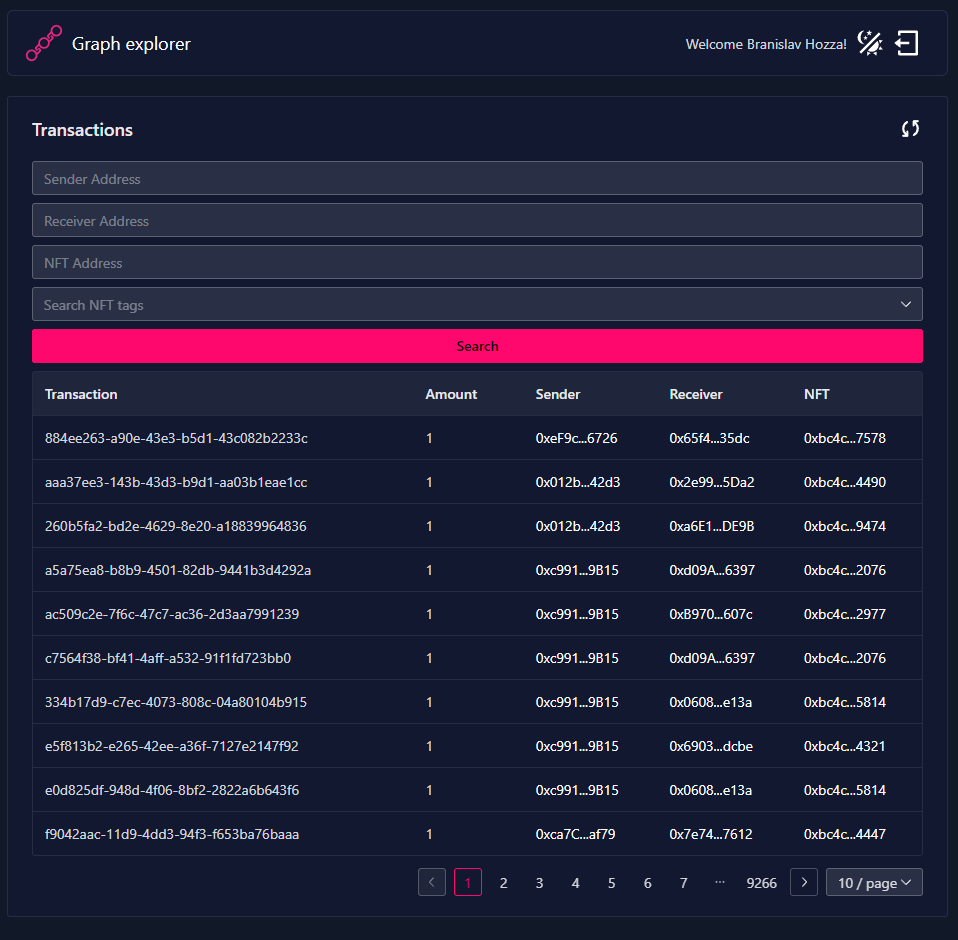 Graph explorer
Welcome Branislav Hozza!
Transactions
Sender Address
Receiver Address
NFT Address
Search NFT tags
Search
Transaction Amount Sender Receiver NFT
884ee263-a90e-43e3-b5d1-43c082b2233c 1 0xeF9c...6726 0x65f4...35dc 0xbc4c...7578
aaa37ee3-143b-43d3-b9d1-aa03b1eae1cc 1 0x012b...42d3 0x2e99...5Da2 0xbc4c...4490
260b5fa2-bd2e-4629-8e20-a18839964836 1 0x012b...42d3 0xa6E1...DE9B 0xbc4c...9474
a5a75ea8-b8b9-4501-82db-9441b3d4292a 1 0xc991...9B15 0xd09A...6397 0xbc4c...2076
ac509c2e-7f6c-47c7-ac36-2d3aa7991239 1 0xc991...9B15 0xB970...607c 0xbc4c...2977
c7564f38-bf41-4aff-a532-91f1fd723bb0 1 0xc991...9B15 0xd09A...6397 0xbc4c...2076
334b17d9-c7ec-4073-808c-04a80104b915 1 0xc991...9B15 0x0608...e13a 0xbc4c...5814
e5f813b2-e265-42ee-a36f-7127e2147f92 1 0xc991...9B15 0x6903...dcbe 0xbc4c...4321
e0d825df-948d-4f06-8bf2-2822a6b643f6 1 0xc991...9B15 0x0608...e13a 0xbc4c...5814
f9042aac-11d9-4dd3-94f3-f653ba76baaa 1 0xca7C...af79 0x7e74...7612 0xbc4c...4447
1 2 3 4 5 6 7 ··· 9266 10 / page